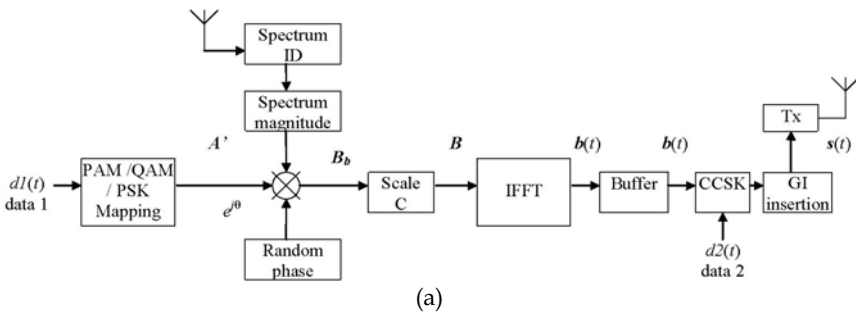 Spectrum
ID
Spectrum
magnitude
A'
PAM /QAM
/ PSK
Mapping
d1(t)
data 1
e^{jθ}
Random
phase
B_b
Scale
C
B
IFFT
b(t)
Buffer
b(t)
CCSK
d2(t)
data 2
GI
insertion
Tx
s(t)
(a)